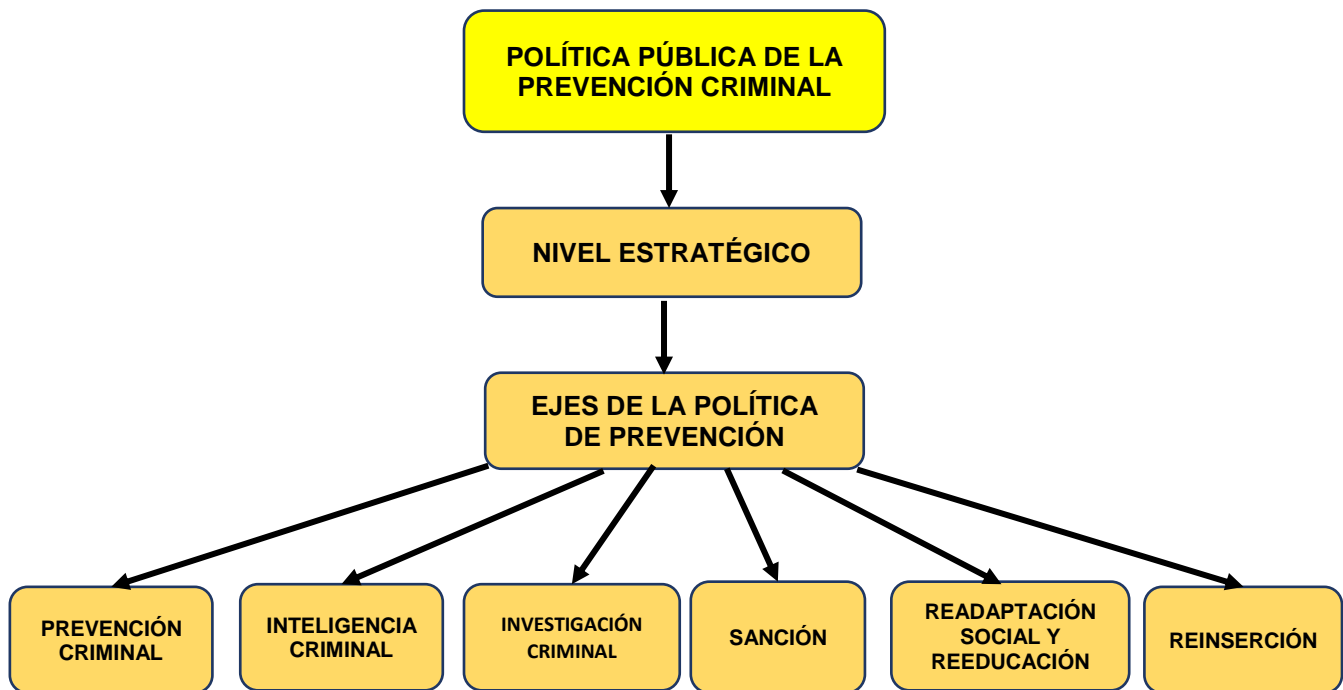 POLÍTICA PÚBLICA DE LA
PREVENCIÓN CRIMINAL
NIVEL ESTRATÉGICO
EJES DE LA POLÍTICA
DE PREVENCIÓN
PREVENCIÓN
CRIMINAL
INTELIGENCIA
CRIMINAL
INVESTIGACIÓN
CRIMINAL
SANCIÓN
READAPTACIÓN
SOCIAL Y
REEDUCACIÓN
REINSERCIÓN